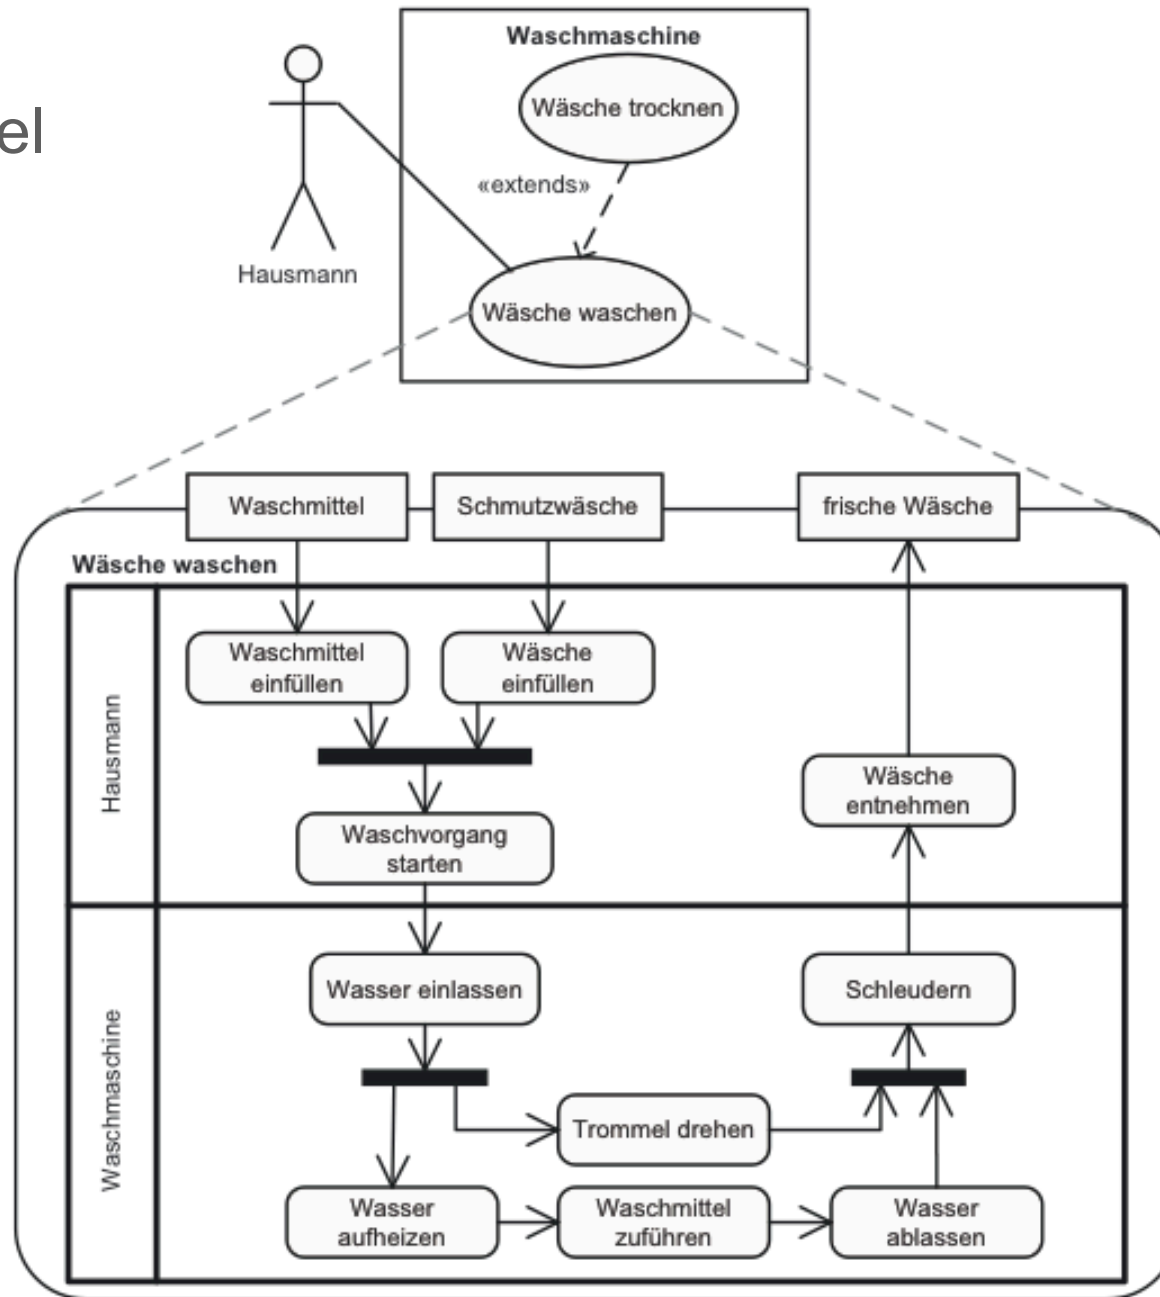 el
Waschmaschine
Wäsche trocknen
«extends»
Hausmann
Wäsche waschen
Waschmittel
Schmutzwäsche
frische Wäsche
Wäsche waschen
Hausmann
Waschmittel
einfüllen
Wäsche
einfüllen
Wäsche
entnehmen
Waschvorgang
starten
Waschmaschine
Wasser einlassen
Schleudern
Trommel drehen
Wasser
aufheizen
Waschmittel
zuführen
Wasser
ablassen